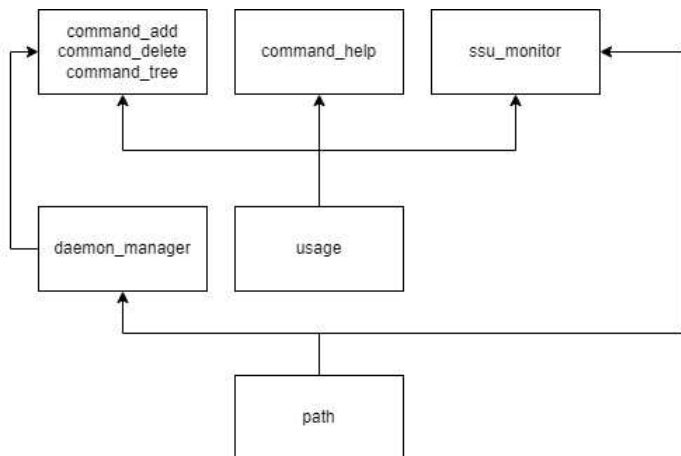 command_add
command_delete
command_tree
command_help
ssu_monitor
daemon_manager
usage
path